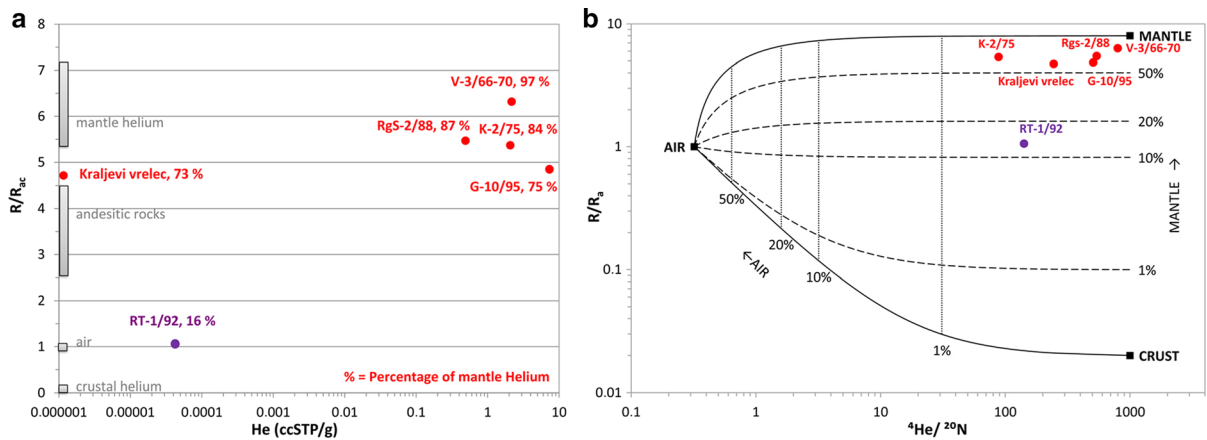 a
8
7
6
5
4
3
2
1
0
R/Rac
mantle helium
andesitic rocks
air
crustal helium
V-3/66-70, 97 %
RgS-2/88, 87 %
K-2/75, 84 %
Kraljevi vrelec, 73 %
G-10/95, 75 %
RT-1/92, 16 %
% = Percentage of mantle Helium
0.000001
0.00001
0.0001
0.001
0.01
0.1
1
10
He (ccSTP/g)
b
10
1
0.1
0.01
R/Ra
MANTLE
K-2/75
Rgs-2/88
V-3/66-70
Kraljevi vrelec
G-10/95
50%
20%
RT-1/92
AIR
10%
MANTLE →
50%
20%
←AIR
10%
1%
1%
CRUST
0.1
1
10
100
1000
⁴He/ ²⁰N